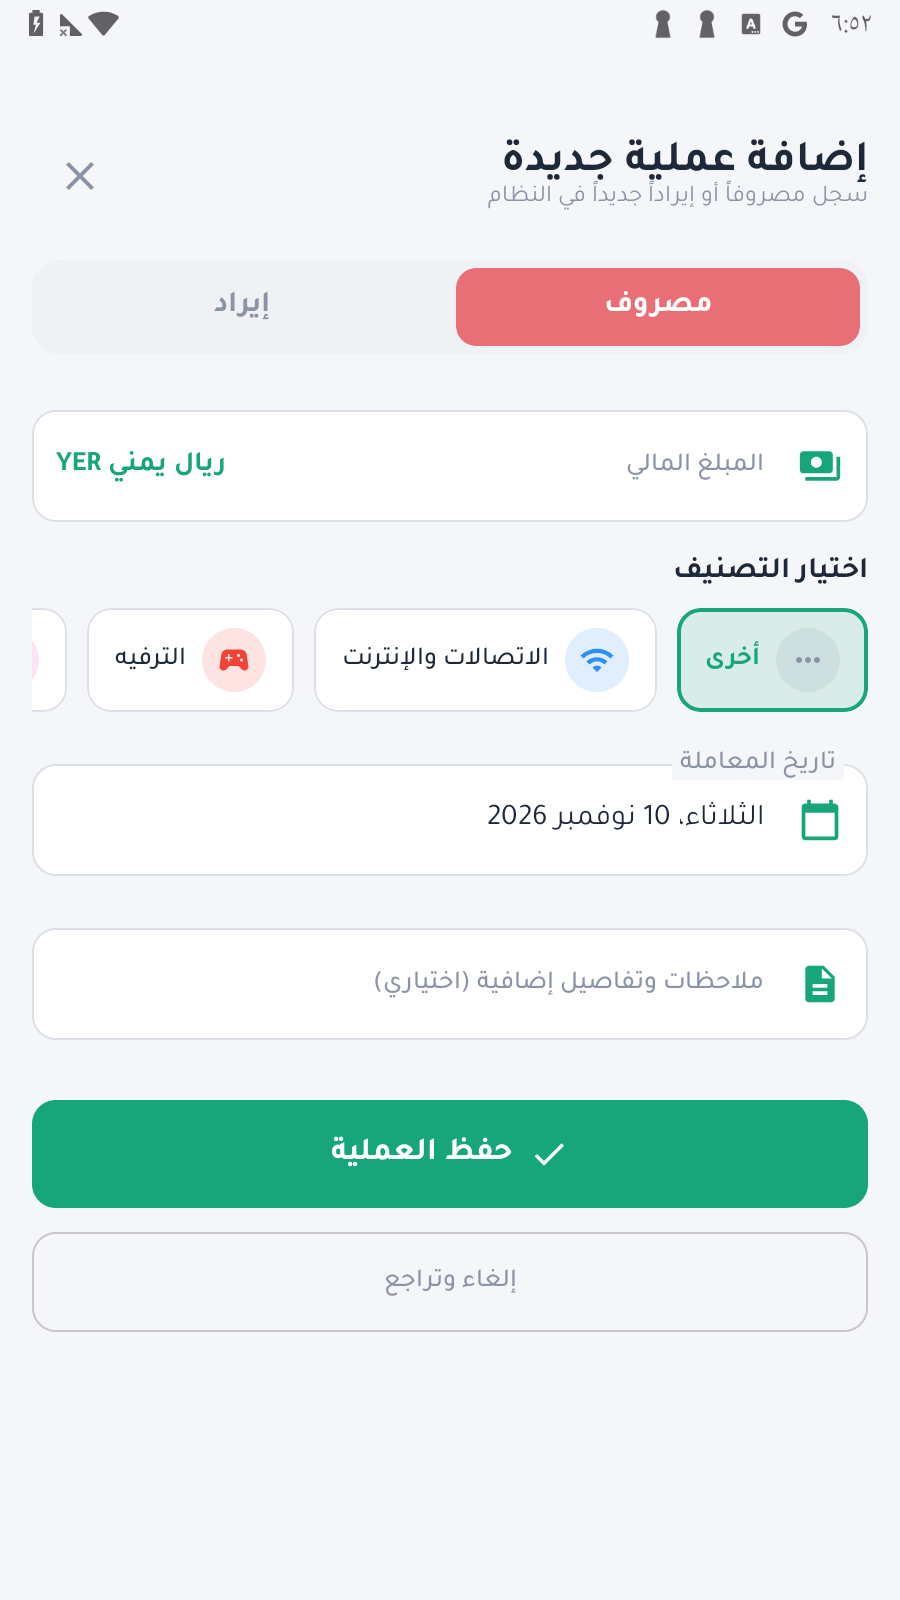 ٦:٥٢
إضافة عملية جديدة
سجل مصروفاً أو إيراداً جديداً في النظام
مصروف
إيراد
المبلغ المالي
ريال يمني YER
اختيار التصنيف
أخرى
الاتصالات والإنترنت
الترفيه
تاريخ المعاملة
الثلاثاء، 10 نوفمبر 2026
ملاحظات وتفاصيل إضافية (اختياري)
حفظ العملية
إلغاء وتراجع